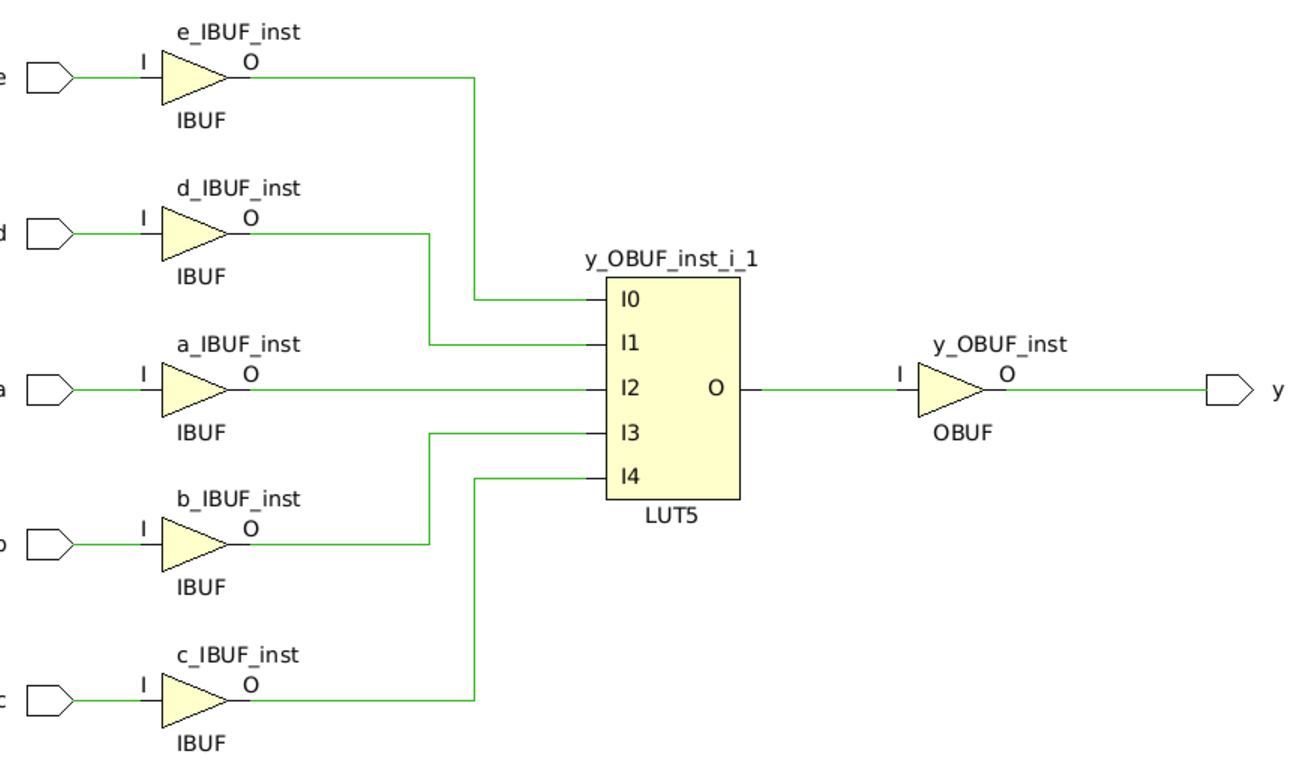 e_IBUF_inst
e I O
IBUF
d_IBUF_inst
d I O
IBUF
y_OBUF_inst_i_1
I0
I1
a_IBUF_inst
a I O
IBUF
I2
O
I3
I4
LUT5
y_OBUF_inst
I O
y
OBUF
b_IBUF_inst
b I O
IBUF
c_IBUF_inst
c I O
IBUF